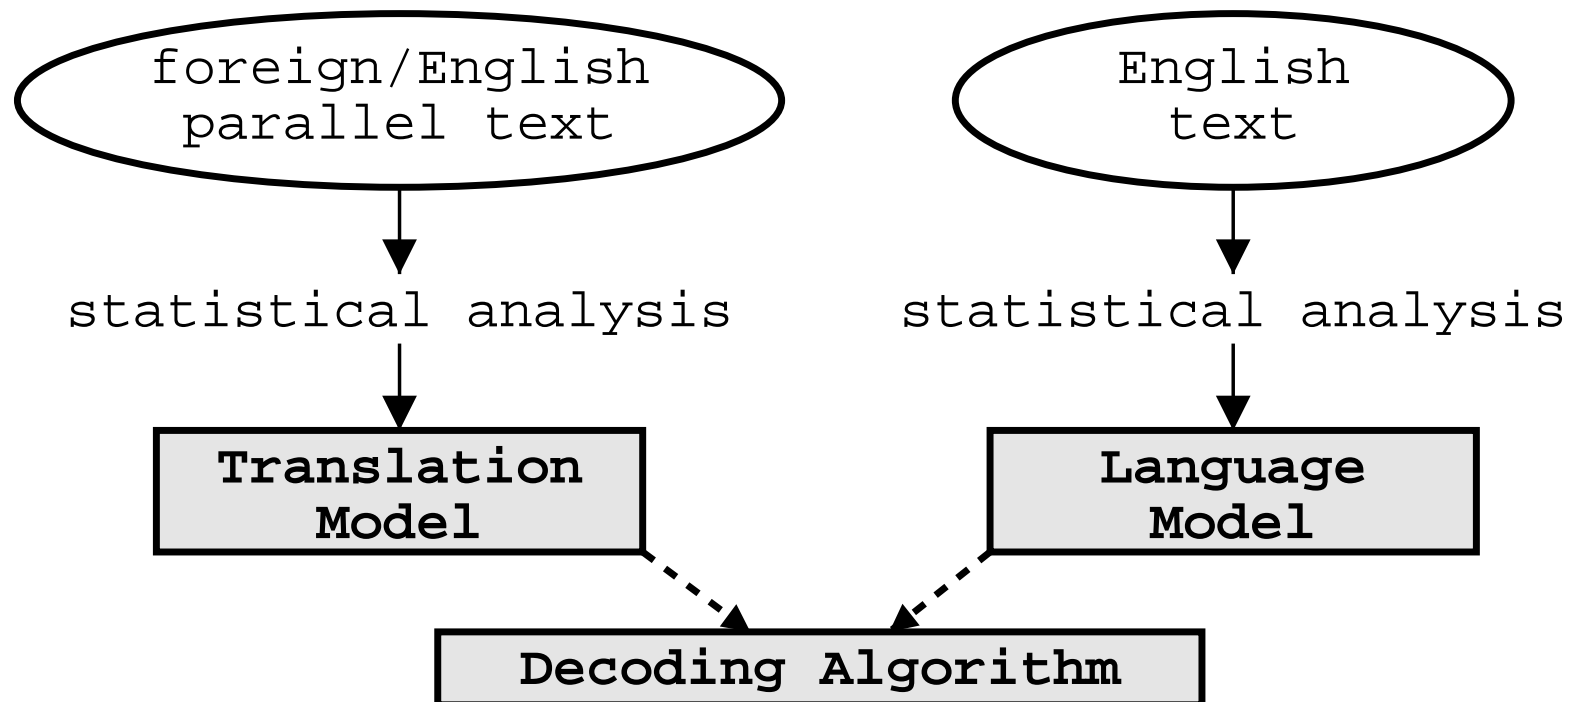 foreign/English
parallel text
English
text
statistical analysis
statistical analysis
Translation
Model
Language
Model
Decoding Algorithm